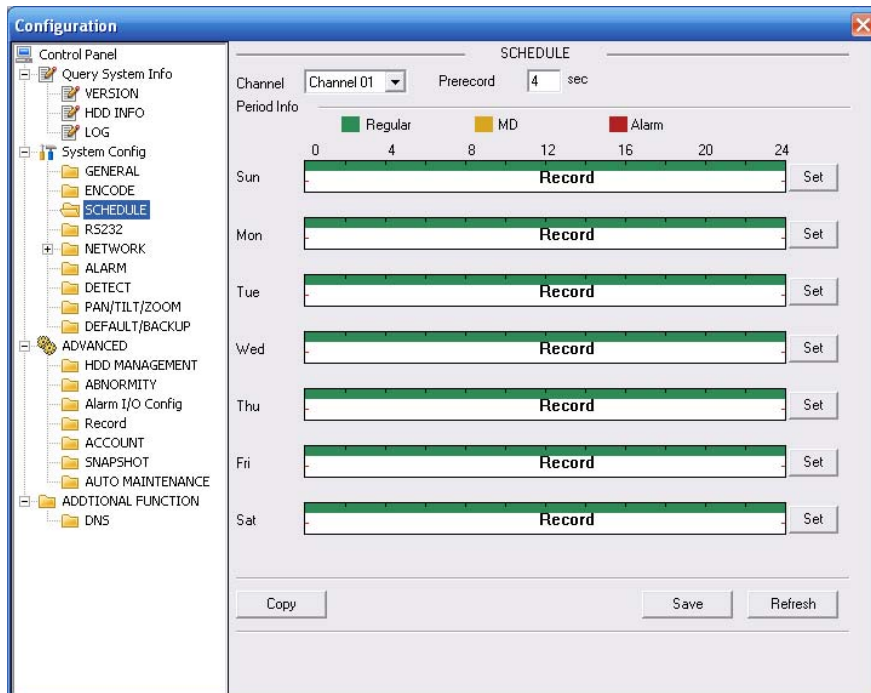 Configuration
Control Panel
Query System Info
VERSION
HDD INFO
LOG
System Config
GENERAL
ENCODE
SCHEDULE
RS232
NETWORK
ALARM
DETECT
PAN/TILT/ZOOM
DEFAULT/BACKUP
ADVANCED
HDD MANAGEMENT
ABNORMITY
Alarm I/O Config
Record
ACCOUNT
SNAPSHOT
AUTO MAINTENANCE
ADDTIONAL FUNCTION
DNS
SCHEDULE
Channel Channel 01 Prerecord 4 sec
Period Info
Regular MD Alarm
0 4 8 12 16 20 24
Sun Record Set
Mon Record Set
Tue Record Set
Wed Record Set
Thu Record Set
Fri Record Set
Sat Record Set
Copy Save Refresh